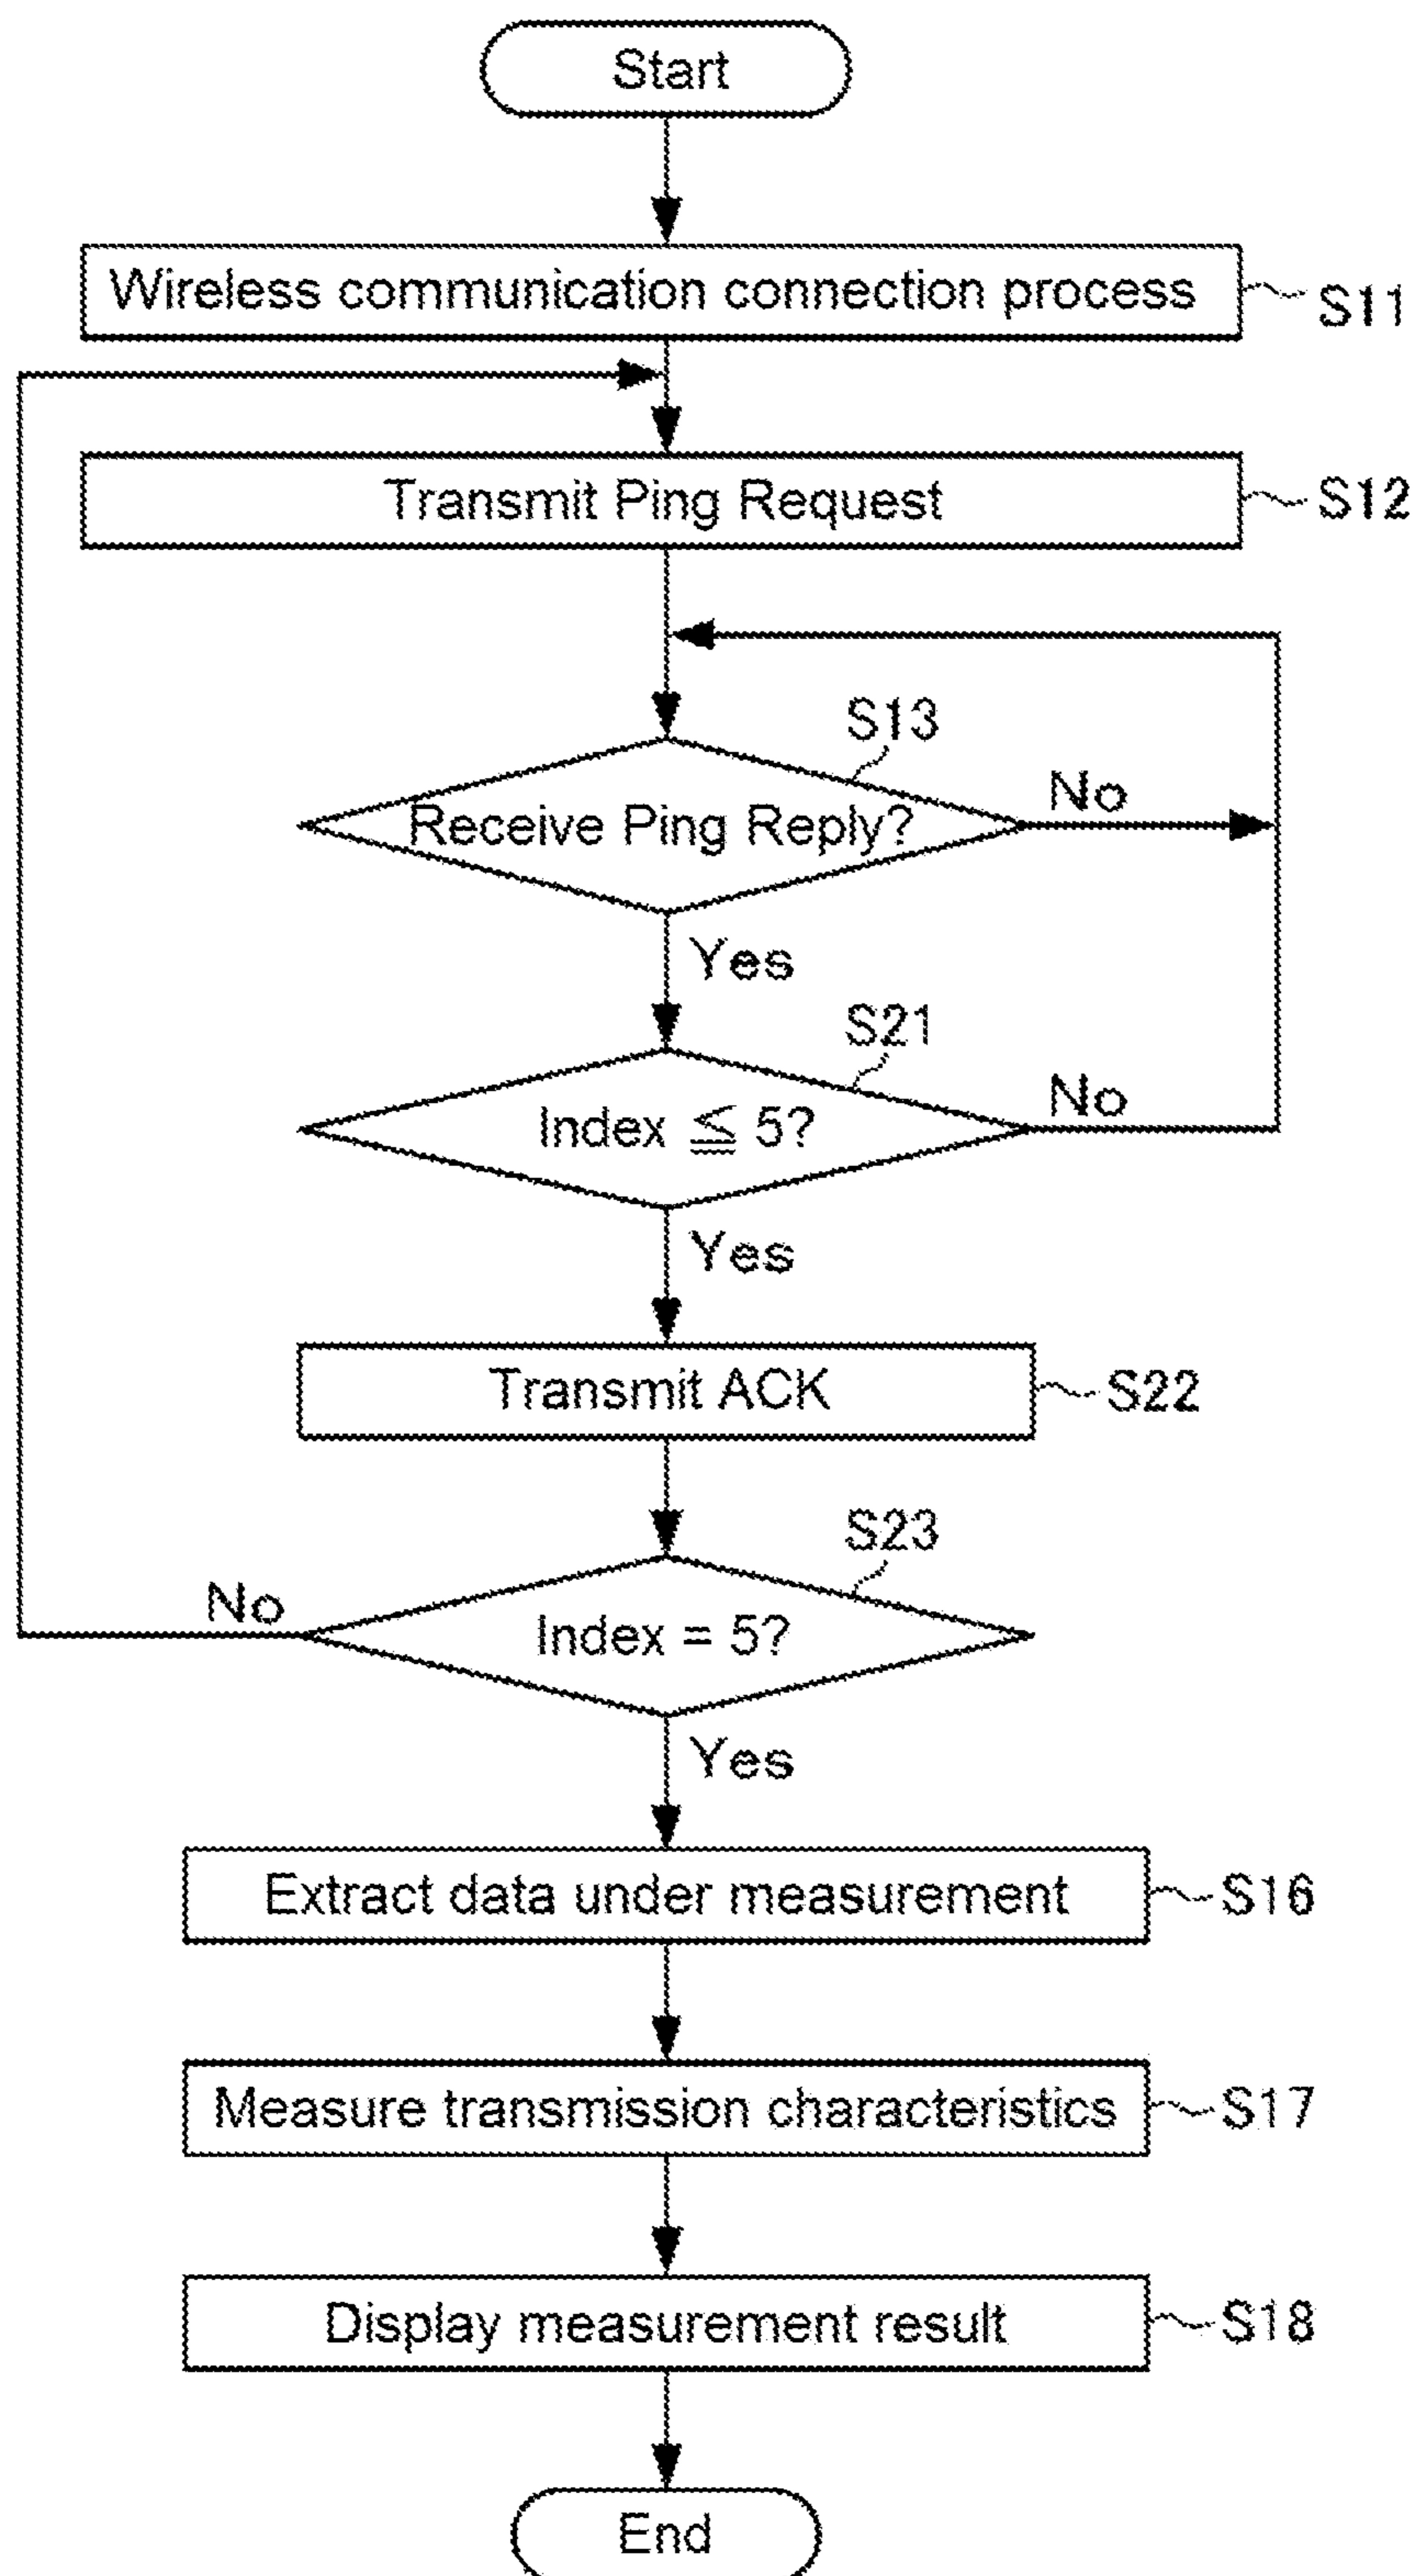 Start
Wireless communication connection process
S11
Transmit Ping Request
S12
S13
Receive Ping Reply?
No
Yes
S21
Index ≦ 5?
No
Yes
Transmit ACK
S22
S23
No
Index = 5?
Yes
Extract data under measurement
S16
Measure transmission characteristics
S17
Display measurement result
S18
End